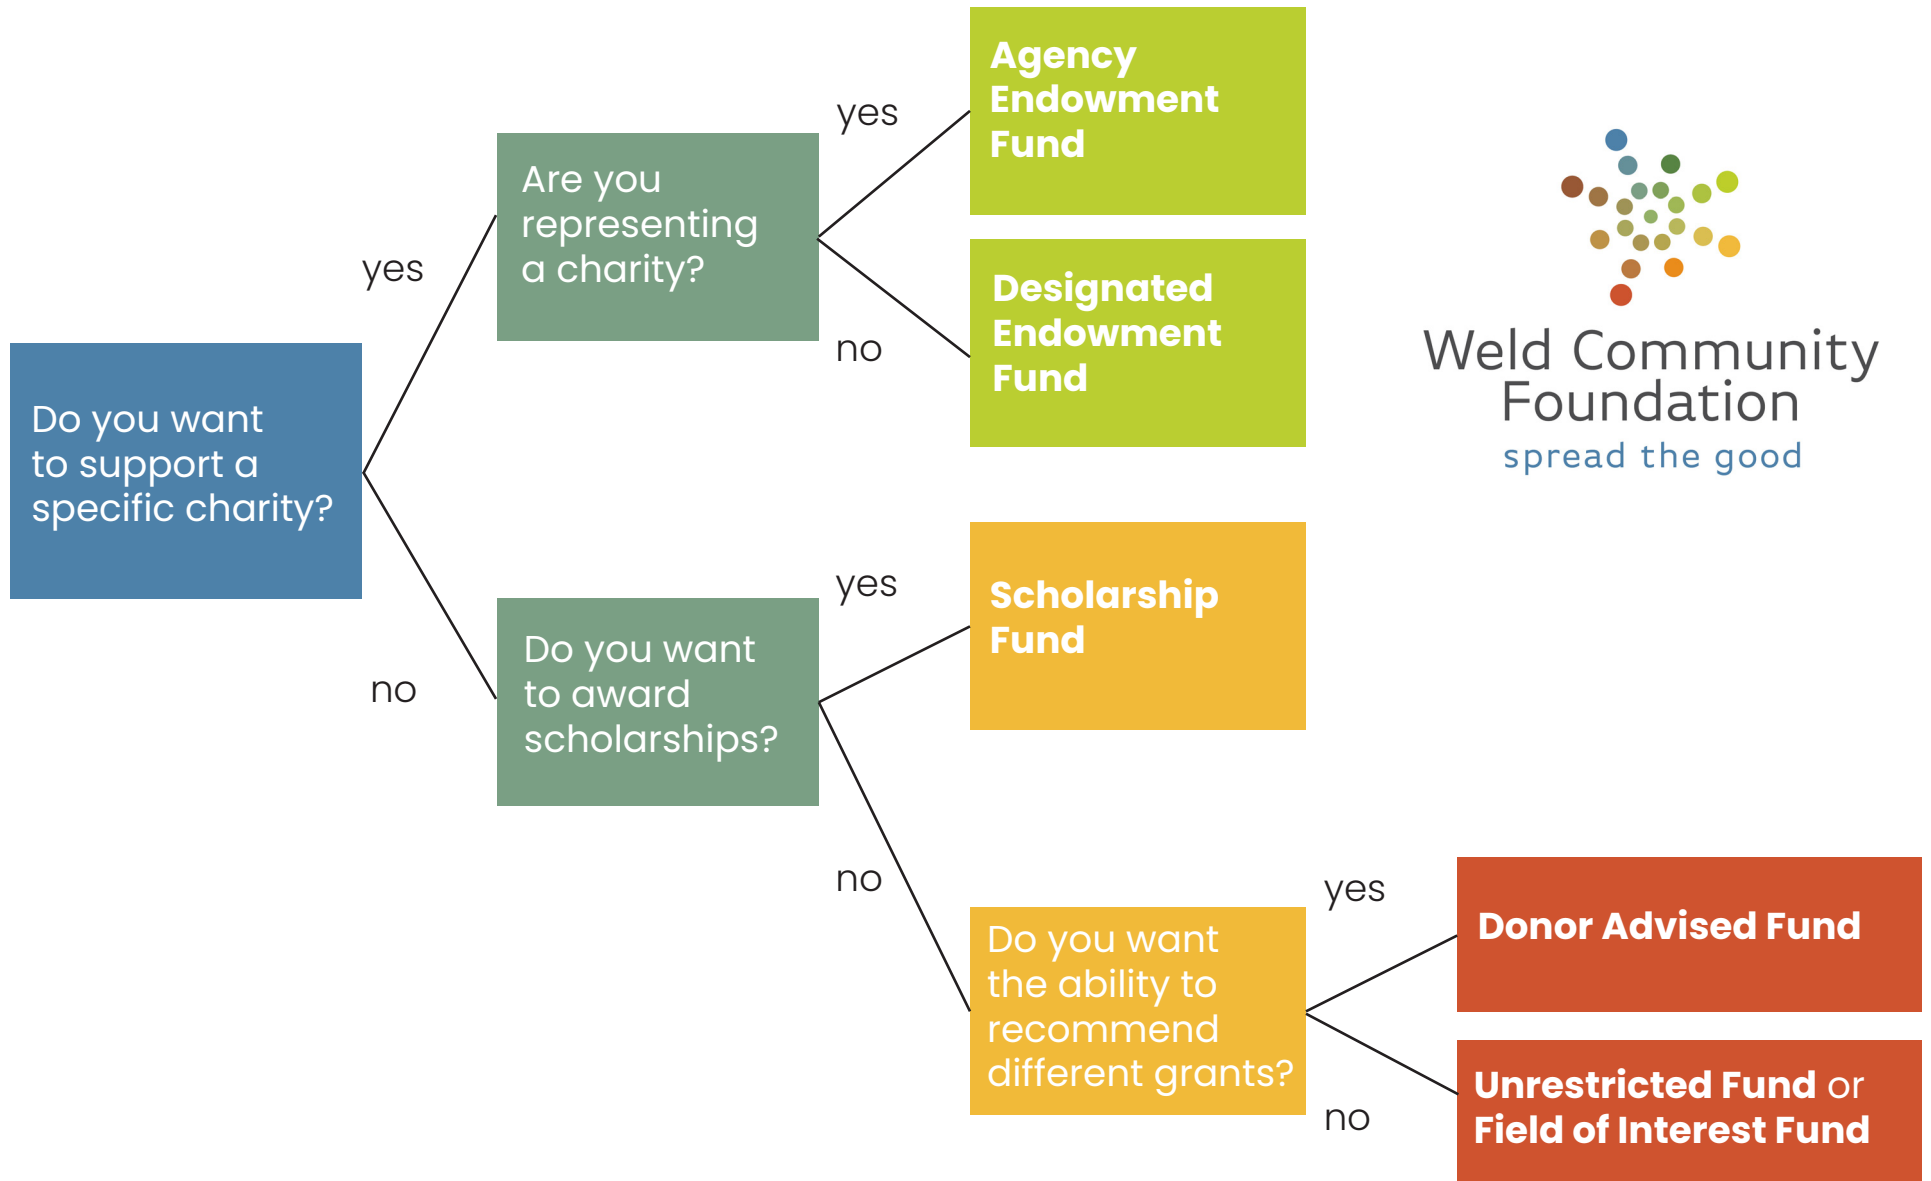 Do you want
to support a
specific charity?
yes
no
Are you
representing
a charity?
yes
no
Agency
Endowment
Fund
Designated
Endowment
Fund
Do you want
to award
scholarships?
yes
no
Scholarship
Fund
Do you want
the ability to
recommend
different grants?
yes
no
Donor Advised Fund
Unrestricted Fund or
Field of Interest Fund
Weld Community
Foundation
spread the good